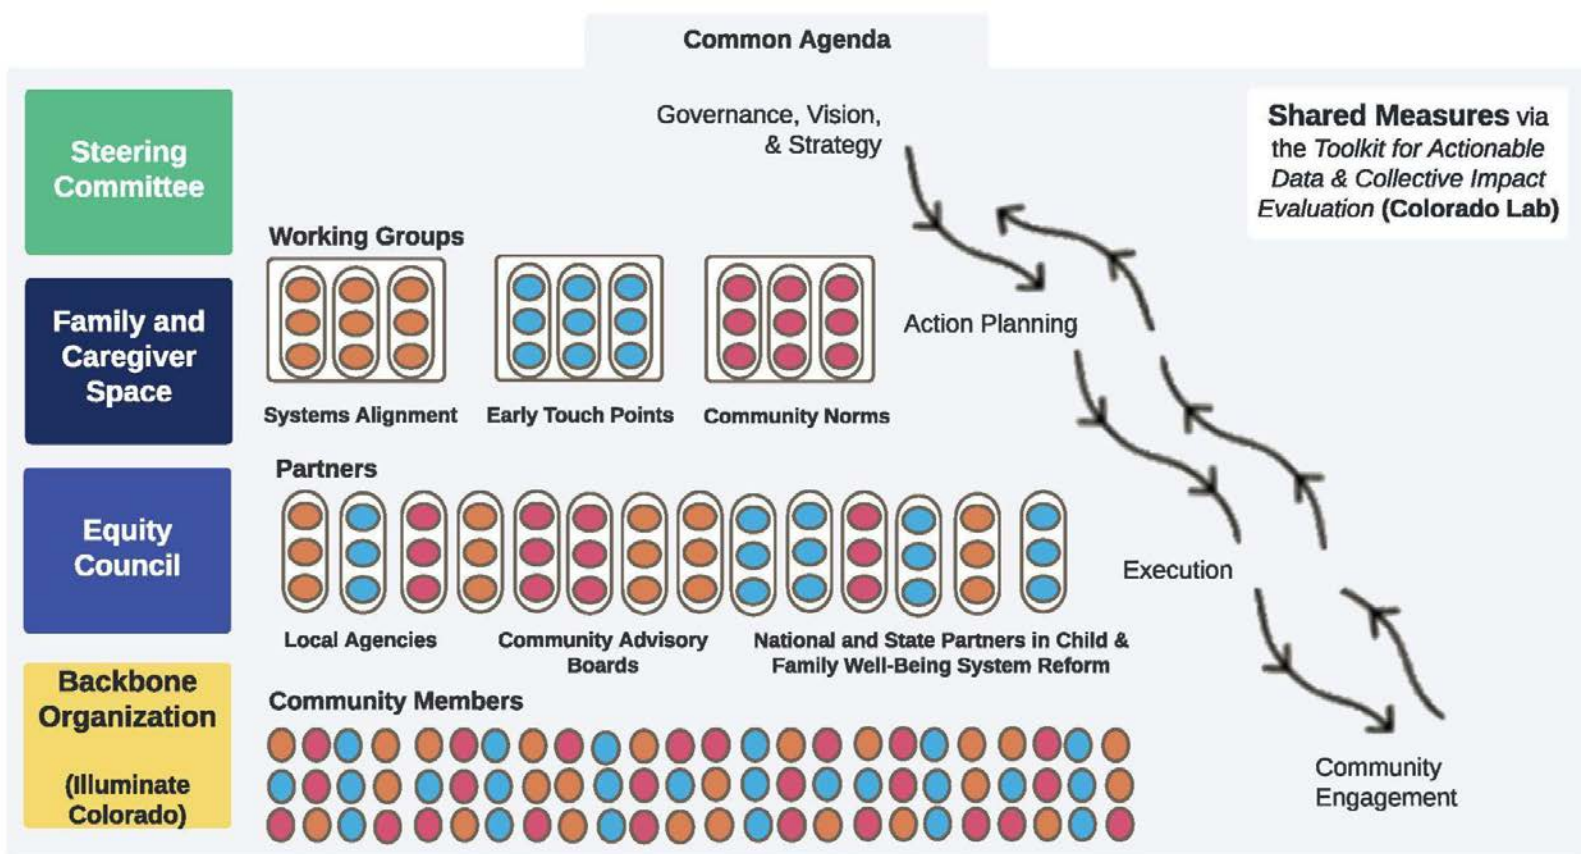 Common Agenda
Steering
Committee
Governance, Vision,
& Strategy
Shared Measures via
the Toolkit for Actionable
Data & Collective Impact
Evaluation (Colorado Lab)
Working Groups
Family and
Caregiver
Space
Action Planning
Systems Alignment
Early Touch Points
Community Norms
Partners
Equity
Council
Execution
Local Agencies
Community Advisory
Boards
National and State Partners in Child &
Family Well-Being System Reform
Backbone
Organization
(Illuminate
Colorado)
Community Members
Community
Engagement